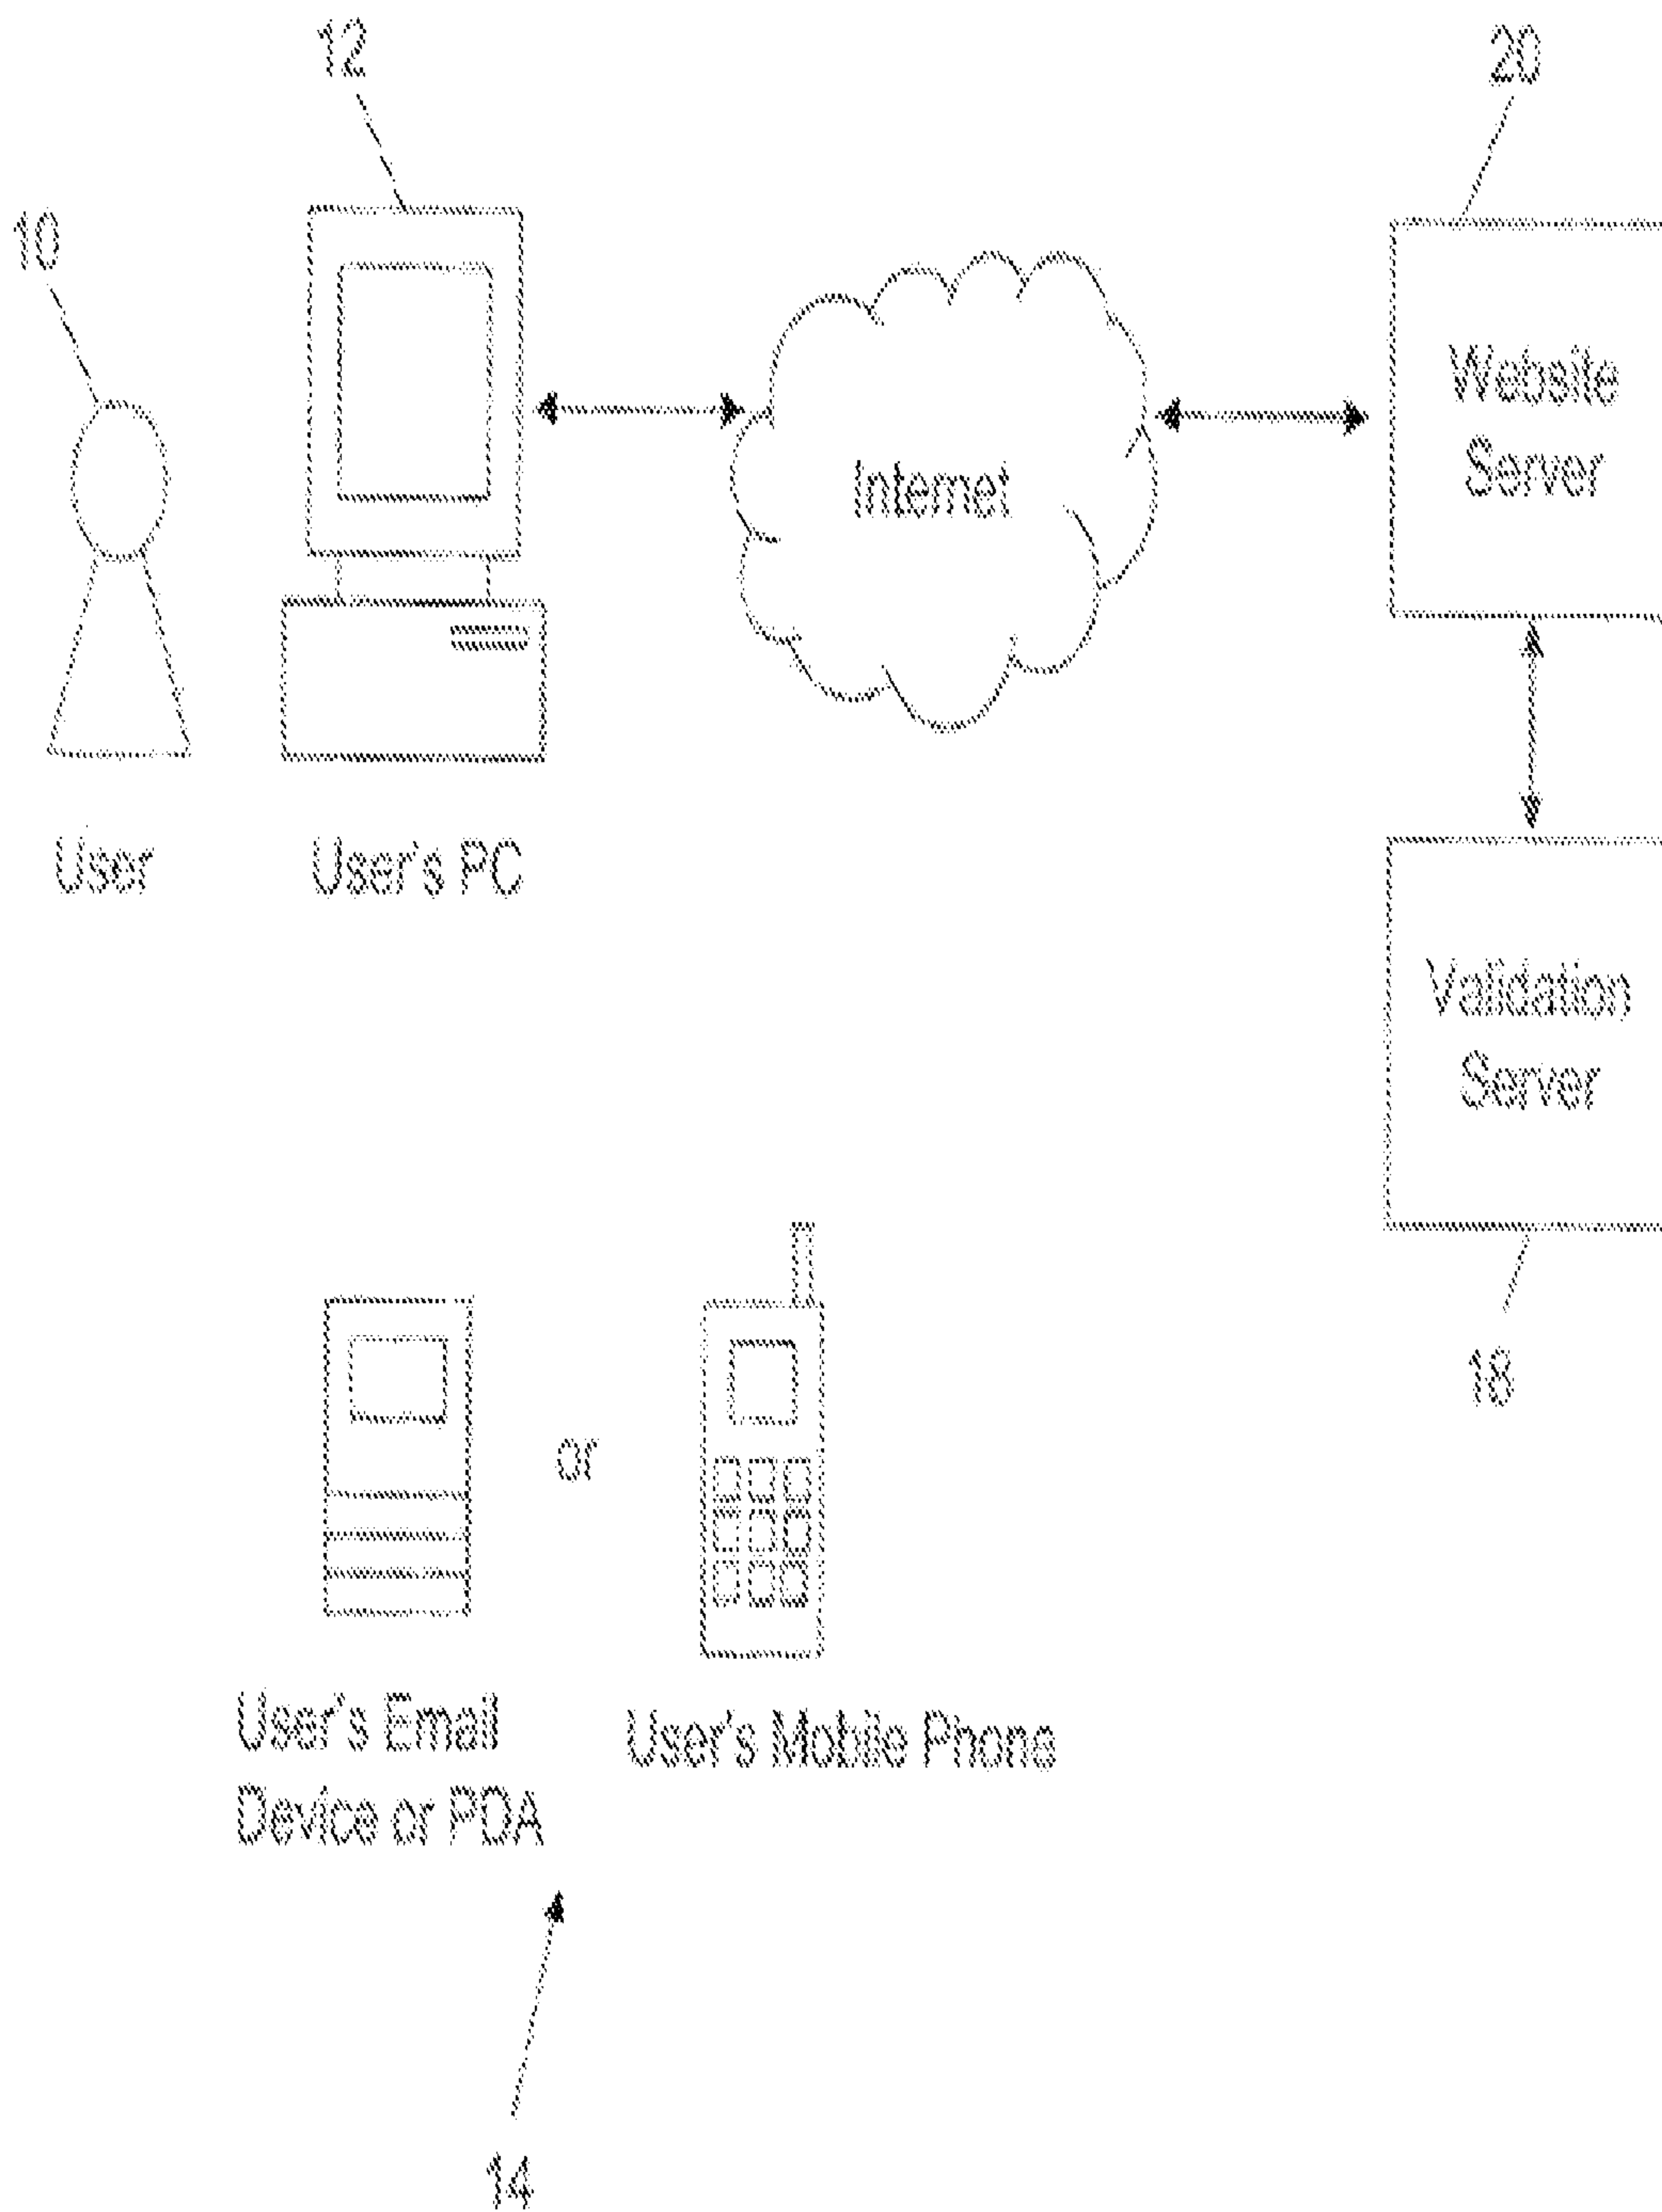 12
20
10
Website
Server
Internet
User
User's PC
Validation
Server
18
or
User's Email
Device or PDA
User's Mobile Phone
14